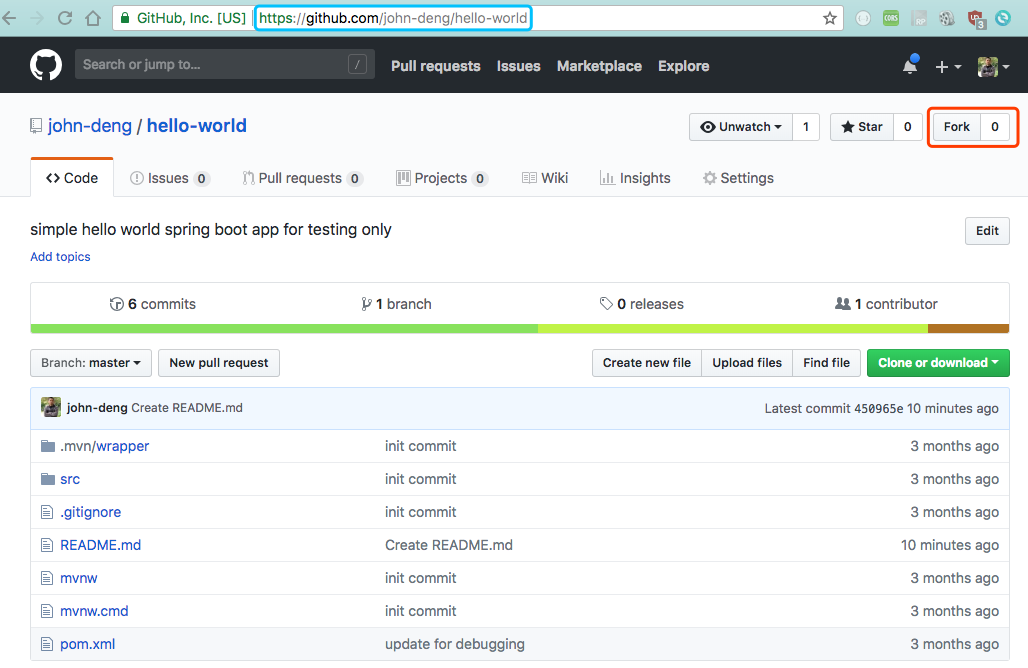 GitHub, Inc. [US] https://github.com/john-deng/hello-world
Search or jump to... / Pull requests Issues Marketplace Explore
john-deng / hello-world Unwatch 1 Star 0 Fork 0
Code Issues 0 Pull requests 0 Projects 0 Wiki Insights Settings
simple hello world spring boot app for testing only Edit
Add topics
6 commits 1 branch 0 releases 1 contributor
Branch: master New pull request Create new file Upload files Find file Clone or download
john-deng Create README.md Latest commit 450965e 10 minutes ago
.mvn/wrapper init commit 3 months ago
src init commit 3 months ago
.gitignore init commit 3 months ago
README.md Create README.md 10 minutes ago
mvnw init commit 3 months ago
mvnw.cmd init commit 3 months ago
pom.xml update for debugging 3 months ago